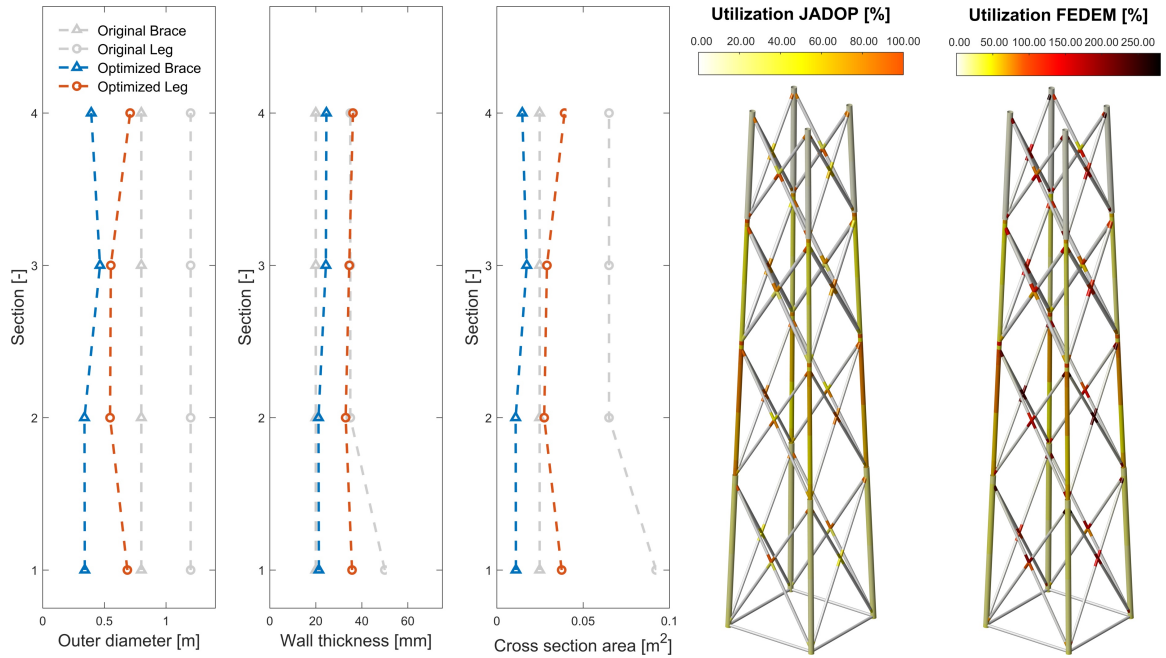 Original Brace
Original Leg
Optimized Brace
Optimized Leg
Section [-]
4
3
2
1
0
0.5
1
Outer diameter [m]
Section [-]
4
3
2
1
0
20
40
60
Wall thickness [mm]
Section [-]
4
3
2
1
0
0.05
0.1
Cross section area [m²]
Utilization JADOP [%]
0.00 20.00 40.00 60.00 80.00 100.00
Utilization FEDEM [%]
0.00 50.00 100.00 150.00 200.00 250.00